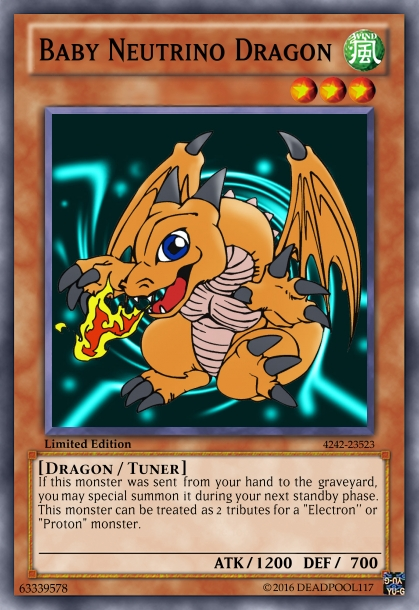 BABY NEUTRINO DRAGON
WIND
風
Limited Edition
4242-23523
[DRAGON / TUNER]
If this monster was sent from your hand to the graveyard,
you may special summon it during your next standby phase.
This monster can be treated as 2 tributes for a "Electron" or
"Proton" monster.
ATK / 1200 DEF / 700
63339578
© 2016 DEADPOOL117